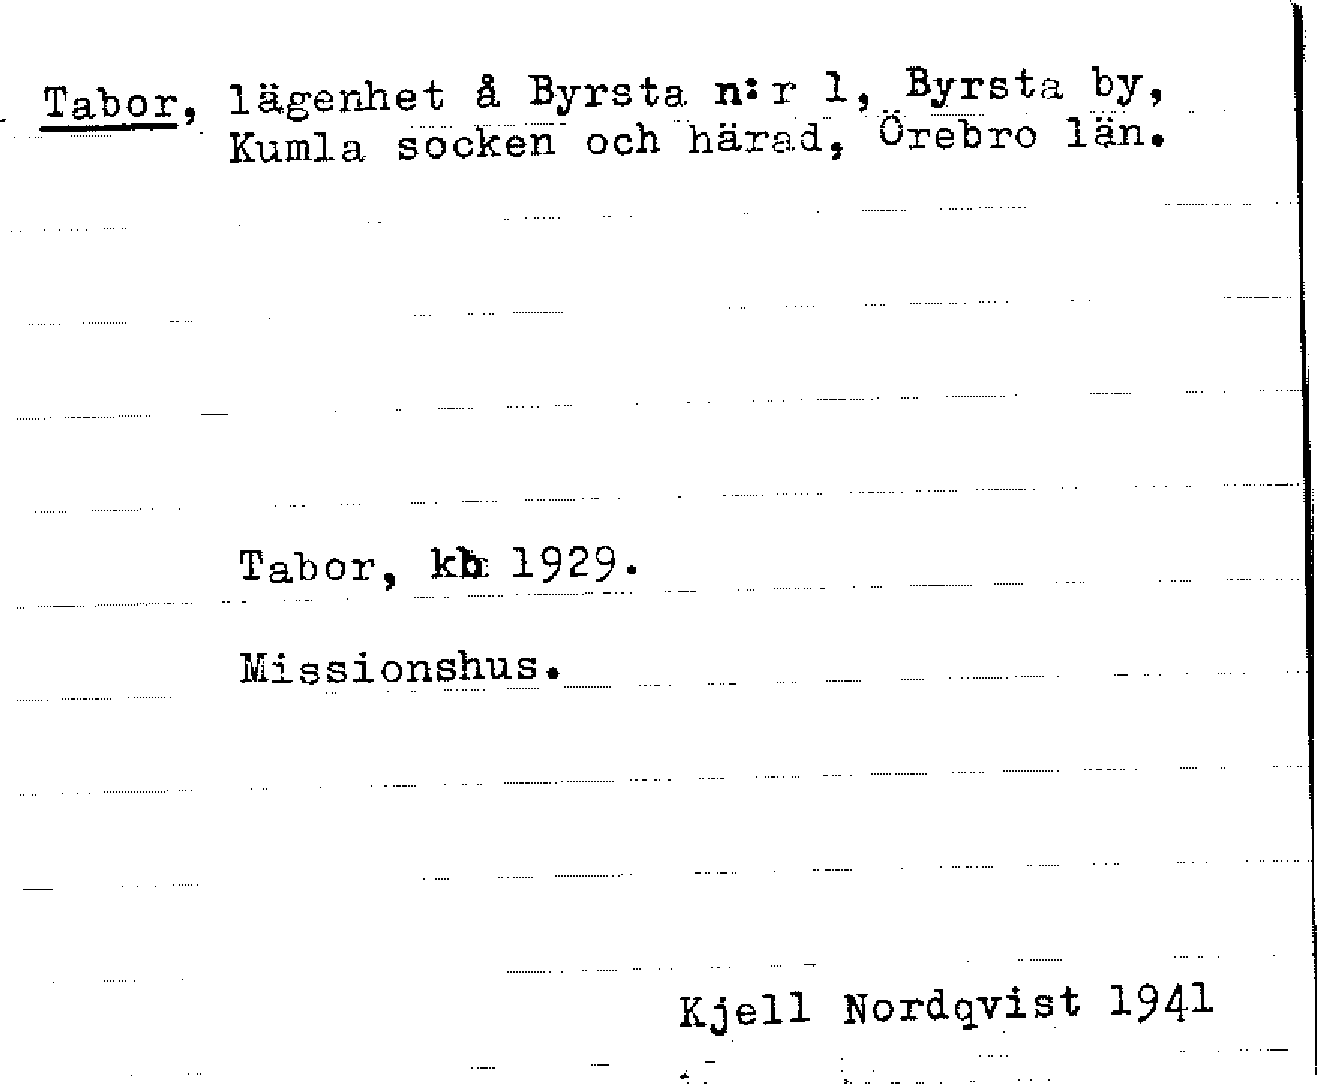 Tabor, lägenhet å Byrsta n:r 1, Byrsta by,
Kumla socken och härad, Örebro län.
Tabor, kb 1929.
Missionshus.
Kjell Nordqvist 1941